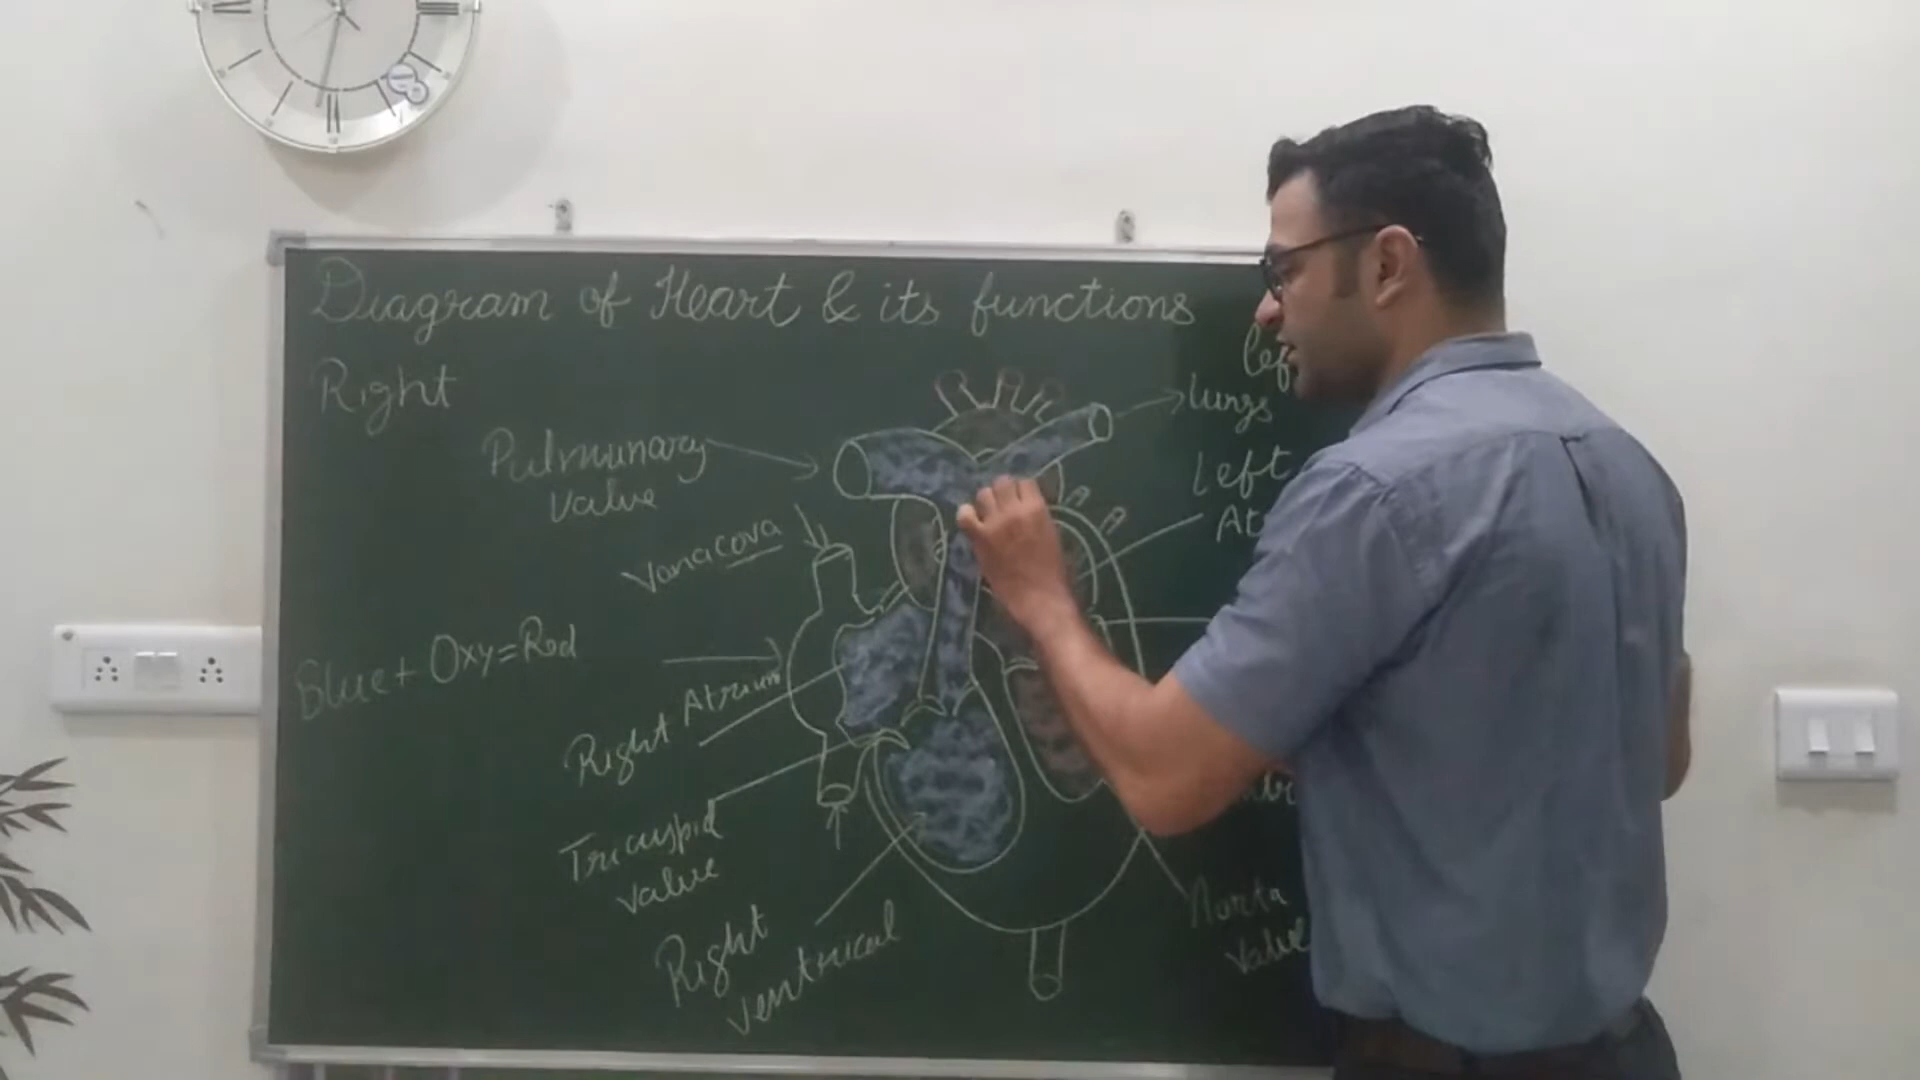 Diagram of Heart & its functions
Right
Lungs
Pulmunary
Valve
Left
Vanacova
Blue + Oxy = Red
Right Atrium
Tricuspid
Valve
Right
Ventrical
Aorta
Valve